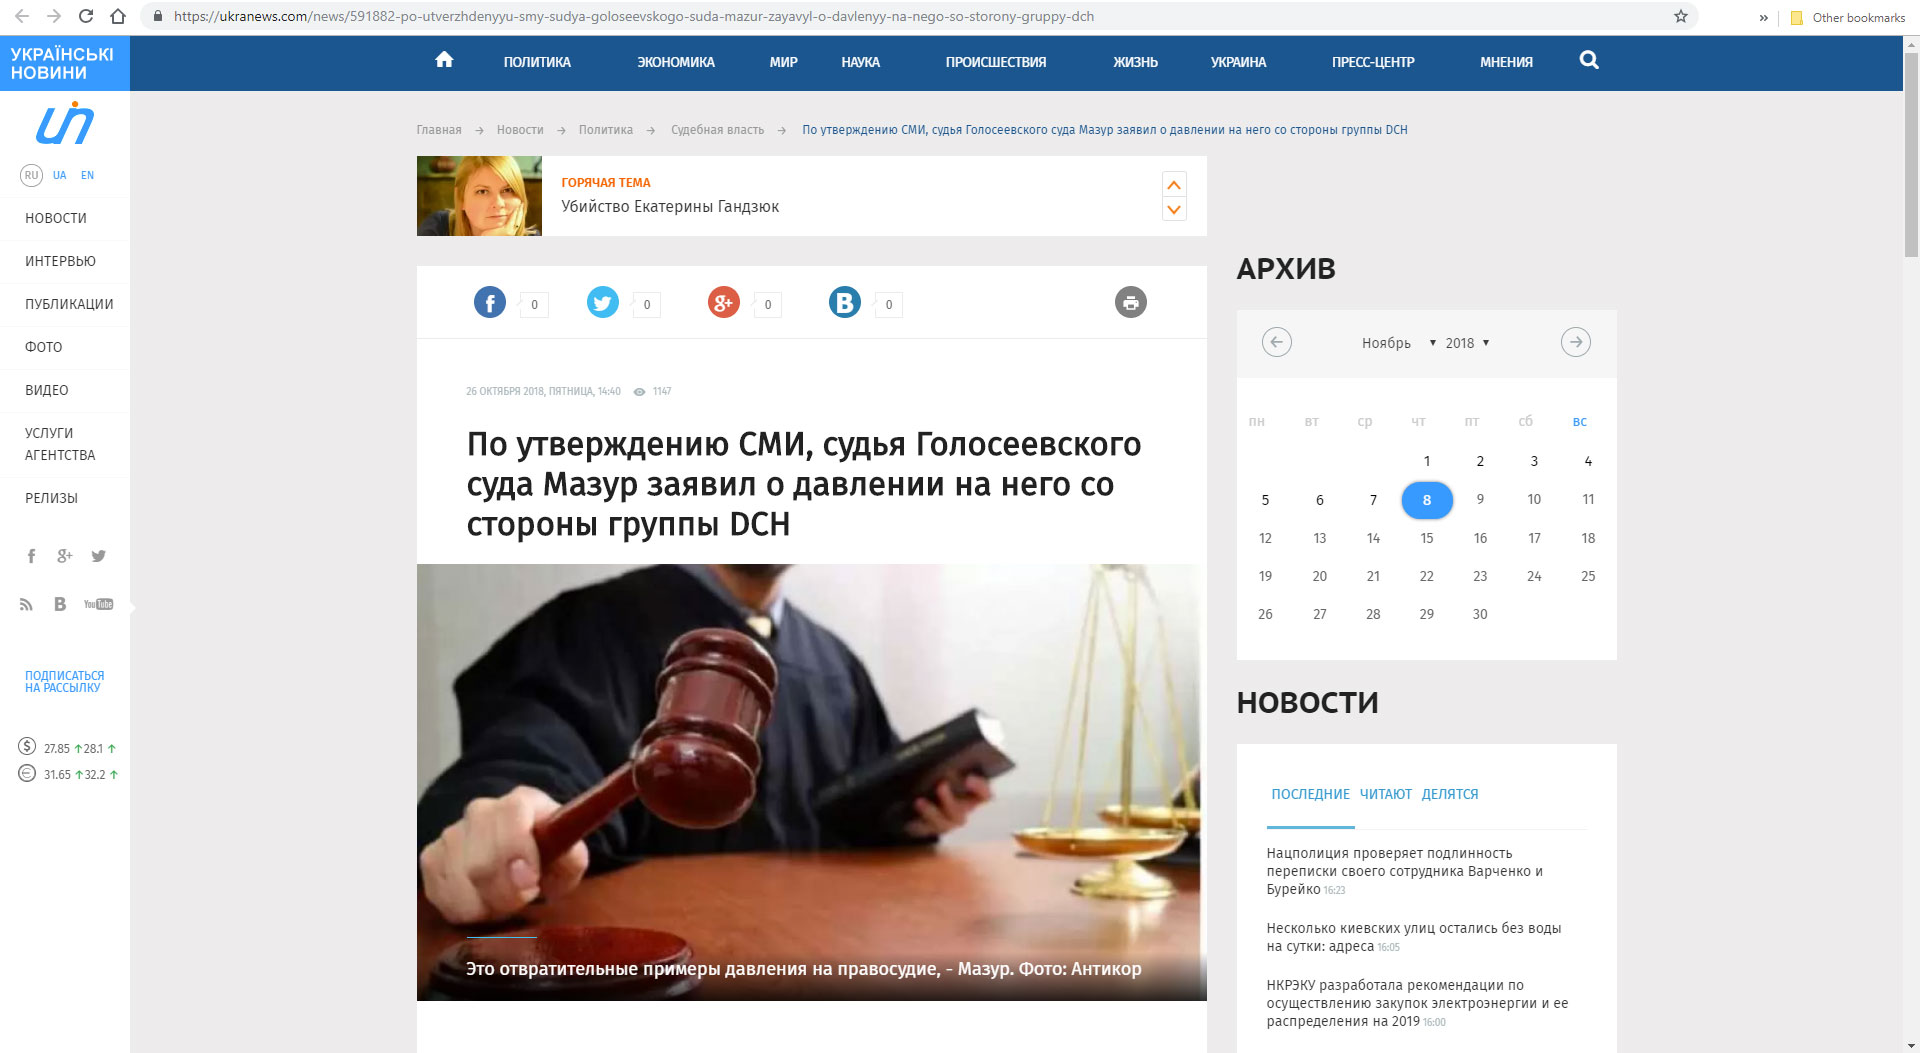 https://ukranews.com/news/591882-po-utverzhdenyyu-smy-sudya-goloseevskogo-suda-mazur-zayavyl-o-davlenyy-na-nego-so-storony-gruppy-dch
» Other bookmarks
УКРАЇНСЬКІ
НОВИНИ
ПОЛИТИКА ЭКОНОМИКА МИР НАУКА ПРОИСШЕСТВИЯ ЖИЗНЬ УКРАИНА ПРЕСС-ЦЕНТР МНЕНИЯ
un
RU UA EN
НОВОСТИ
ИНТЕРВЬЮ
ПУБЛИКАЦИИ
ФОТО
ВИДЕО
УСЛУГИ
АГЕНТСТВА
РЕЛИЗЫ
f g+
B YouTube
ПОДПИСАТЬСЯ
НА РАССЫЛКУ
$ 27.85 ↑ 28.1 ↑
€ 31.65 ↑ 32.2 ↑
Главная → Новости → Политика → Судебная власть → По утверждению СМИ, судья Голосеевского суда Мазур заявил о давлении на него со стороны группы DCH
ГОРЯЧАЯ ТЕМА
Убийство Екатерины Гандзюк
f 0 0 g+ 0 B 0
26 ОКТЯБРЯ 2018, ПЯТНИЦА, 14:40 1147
По утверждению СМИ, судья Голосеевского
суда Мазур заявил о давлении на него со
стороны группы DCH
Это отвратительные примеры давления на правосудие, - Мазур. Фото: Антикор
АРХИВ
← Ноябрь ▼ 2018 ▼ →
пн вт ср чт пт сб вс
1 2 3 4
5 6 7 8 9 10 11
12 13 14 15 16 17 18
19 20 21 22 23 24 25
26 27 28 29 30
НОВОСТИ
ПОСЛЕДНИЕ ЧИТАЮТ ДЕЛЯТСЯ
Нацполиция проверяет подлинность
переписки своего сотрудника Варченко и
Бурейко 16:23
Несколько киевских улиц остались без воды
на сутки: адреса 16:05
НКРЭКУ разработала рекомендации по
осуществлению закупок электроэнергии и ее
распределения на 2019 16:00